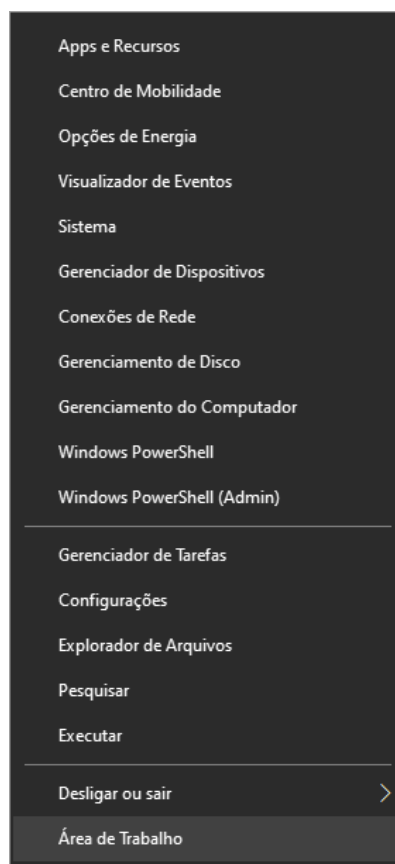 Apps e Recursos
Centro de Mobilidade
Opções de Energia
Visualizador de Eventos
Sistema
Gerenciador de Dispositivos
Conexões de Rede
Gerenciamento de Disco
Gerenciamento do Computador
Windows PowerShell
Windows PowerShell (Admin)
Gerenciador de Tarefas
Configurações
Explorador de Arquivos
Pesquisar
Executar
Desligar ou sair
Área de Trabalho